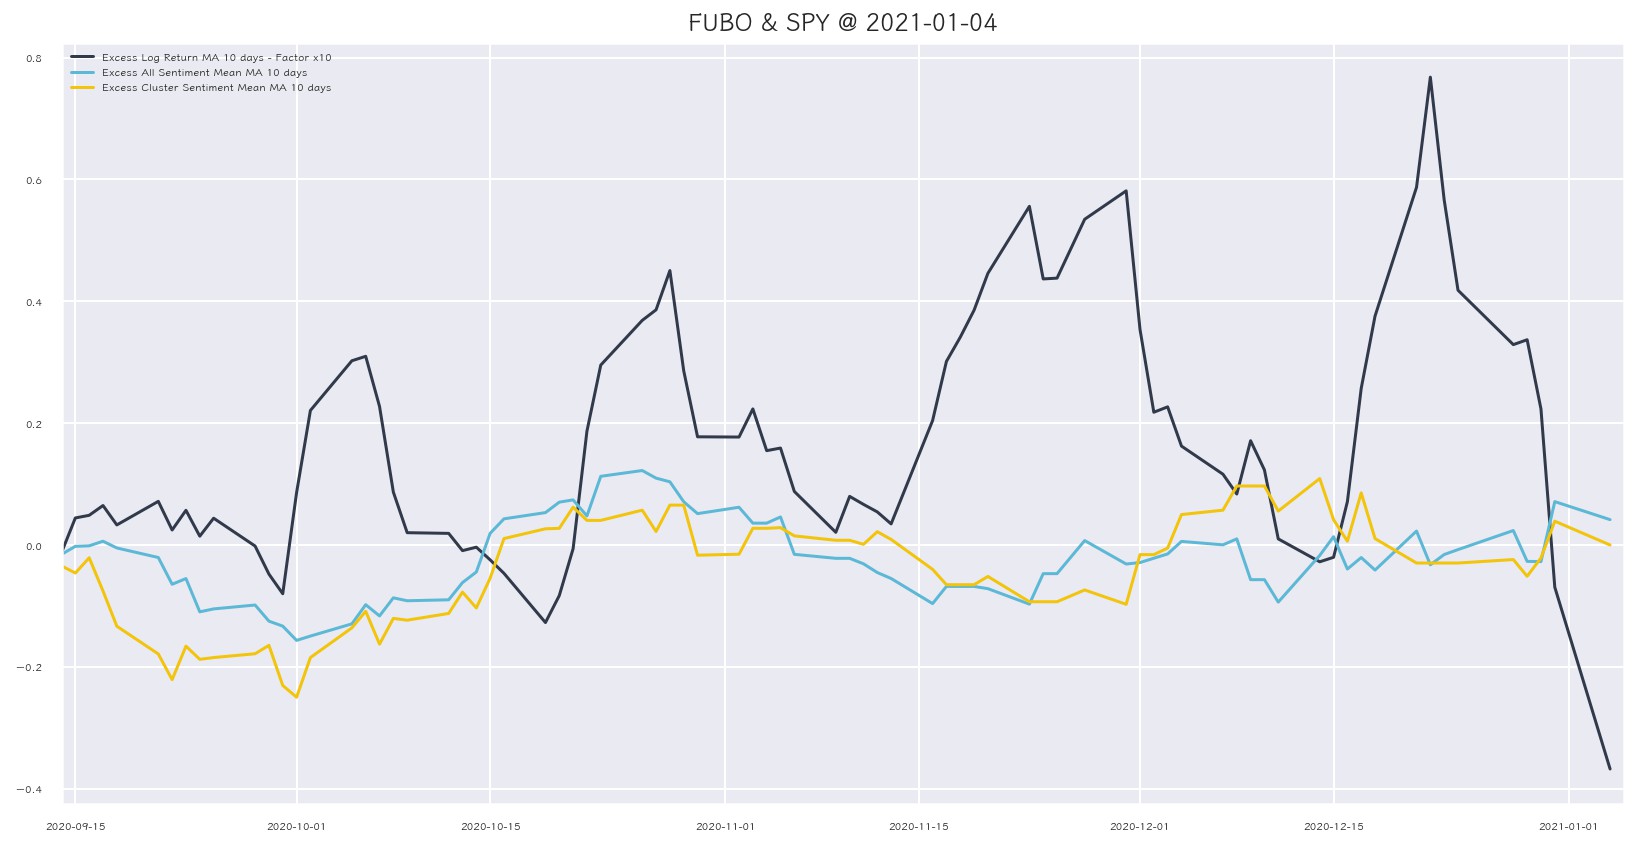 FUBO & SPY @ 2021-01-04
Excess Log Return MA 10 days - Factor x10
Excess All Sentiment Mean MA 10 days
Excess Cluster Sentiment Mean MA 10 days
0.8
0.6
0.4
0.2
0.0
−0.2
−0.4
2020-09-15 2020-10-01 2020-10-15 2020-11-01 2020-11-15 2020-12-01 2020-12-15 2021-01-01